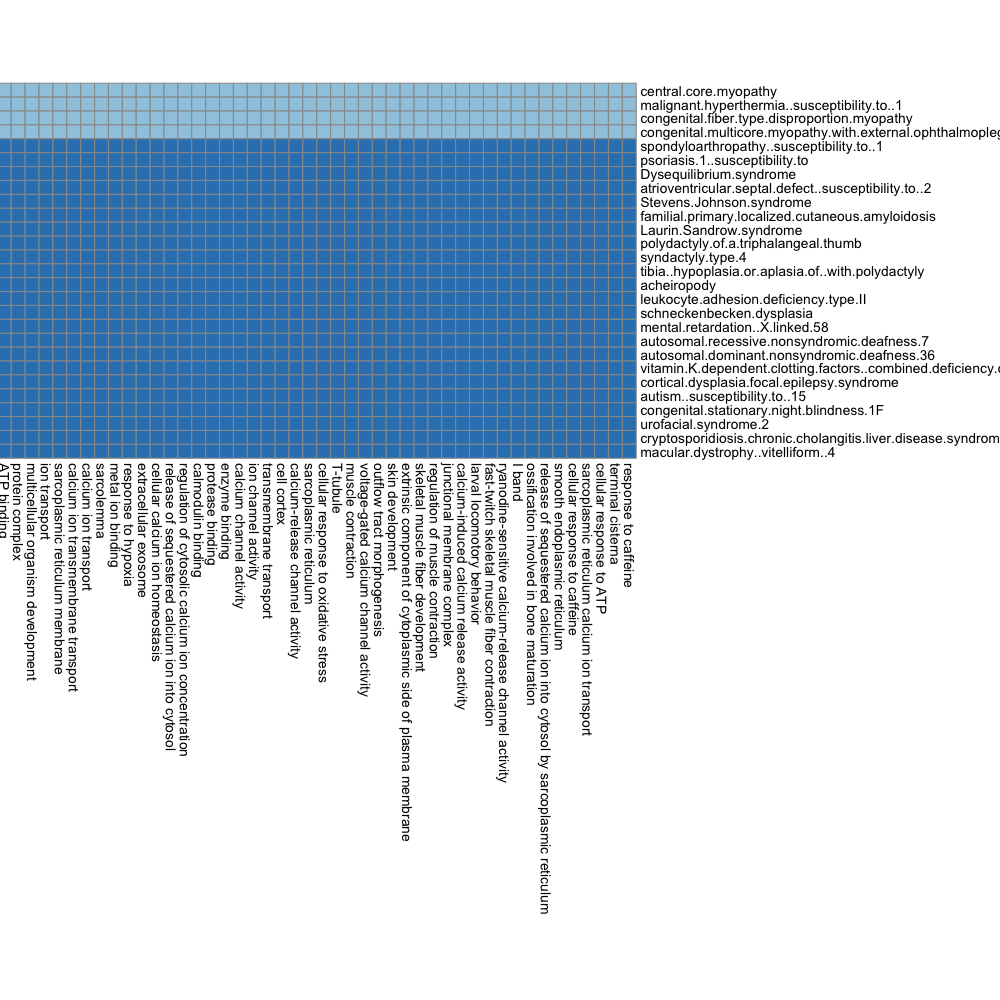 central.core.myopathy
malignant.hyperthermia..susceptibility.to..1
congenital.fiber.type.disproportion.myopathy
congenital.multicore.myopathy.with.external.ophthalmopleg
spondyloarthropathy..susceptibility.to..1
psoriasis.1..susceptibility.to
Dysequilibrium.syndrome
atrioventricular.septal.defect..susceptibility.to..2
Stevens.Johnson.syndrome
familial.primary.localized.cutaneous.amyloidosis
Laurin.Sandrow.syndrome
polydactyly.of.a.triphalangeal.thumb
syndactyly.type.4
tibia..hypoplasia.or.aplasia.of..with.polydactyly
acheiropody
leukocyte.adhesion.deficiency.type.II
schneckenbecken.dysplasia
mental.retardation..X.linked.58
autosomal.recessive.nonsyndromic.deafness.7
autosomal.dominant.nonsyndromic.deafness.36
vitamin.K.dependent.clotting.factors..combined.deficiency.o
cortical.dysplasia.focal.epilepsy.syndrome
autism..susceptibility.to..15
congenital.stationary.night.blindness.1F
urofacial.syndrome.2
cryptosporidiosis.chronic.cholangitis.liver.disease.syndrom
macular.dystrophy..vitelliform..4
ATP binding
protein complex
multicellular organism development
ion transport
sarcoplasmic reticulum membrane
calcium ion transmembrane transport
calcium ion transport
sarcolemma
metal ion binding
response to hypoxia
extracellular exosome
cellular calcium ion homeostasis
release of sequestered calcium ion into cytosol
regulation of cytosolic calcium ion concentration
calmodulin binding
protease binding
enzyme binding
calcium channel activity
ion channel activity
transmembrane transport
cell cortex
calcium-release channel activity
sarcoplasmic reticulum
cellular response to oxidative stress
T-tubule
muscle contraction
voltage-gated calcium channel activity
outflow tract morphogenesis
skin development
extrinsic component of cytoplasmic side of plasma membrane
skeletal muscle fiber development
regulation of muscle contraction
junctional membrane complex
calcium-induced calcium release activity
larval locomotory behavior
fast-twitch skeletal muscle fiber contraction
ryanodine-sensitive calcium-release channel activity
I band
ossification involved in bone maturation
release of sequestered calcium ion into cytosol by sarcoplasmic reticulum
smooth endoplasmic reticulum
cellular response to caffeine
sarcoplasmic reticulum calcium ion transport
cellular response to ATP
terminal cisterna
response to caffeine